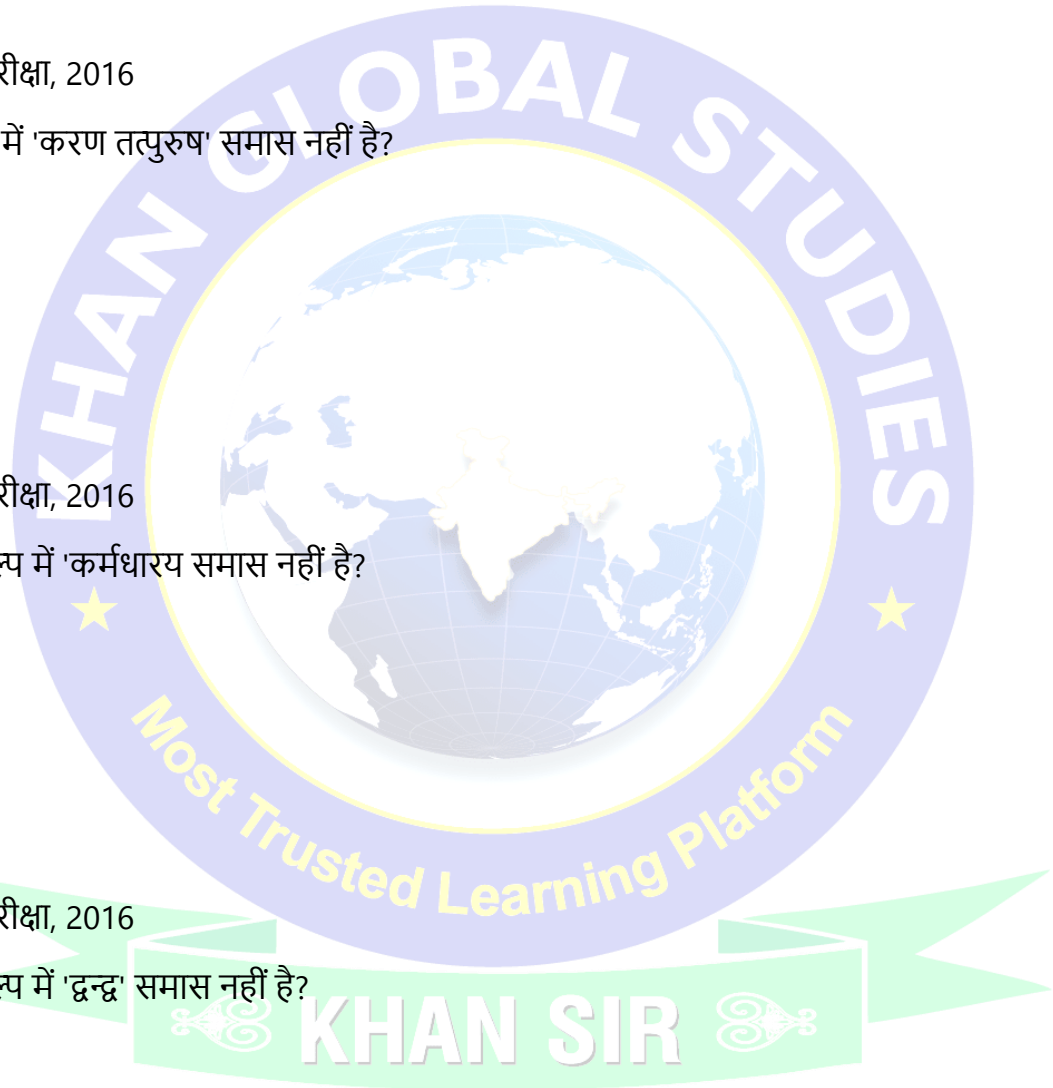 रीक्षा, 2016
में 'करण तत्पुरुष' समास नहीं है?
रीक्षा, 2016
ल्प में 'कर्मधारय समास नहीं है?
रीक्षा, 2016
ल्प में 'द्वन्द्व' समास नहीं है?
KHAN GLOBAL STUDIES
Most Trusted Learning Platform
KHAN SIR